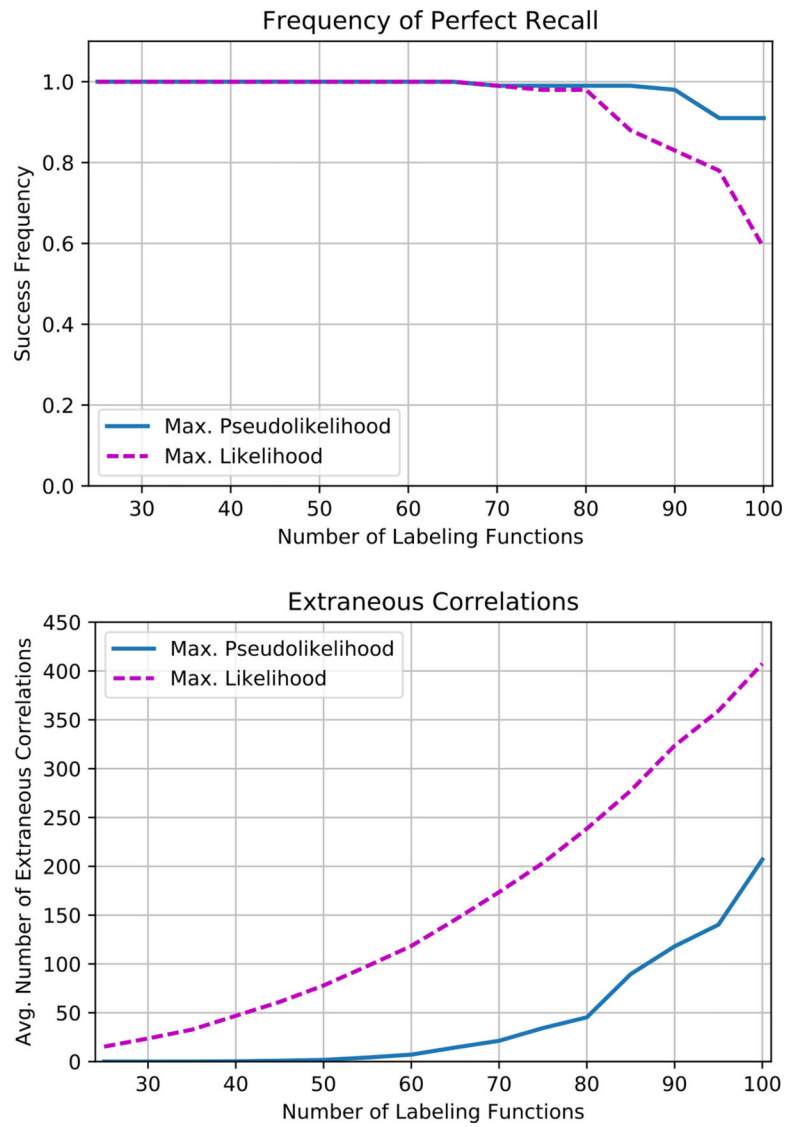 Frequency of Perfect Recall
1.0
0.8
0.6
0.4
0.2
0.0
Success Frequency
Max. Pseudolikelihood
Max. Likelihood
30 40 50 60 70 80 90 100
Number of Labeling Functions
Extraneous Correlations
450
400
350
300
250
200
150
100
50
0
Avg. Number of Extraneous Correlations
Max. Pseudolikelihood
Max. Likelihood
30 40 50 60 70 80 90 100
Number of Labeling Functions